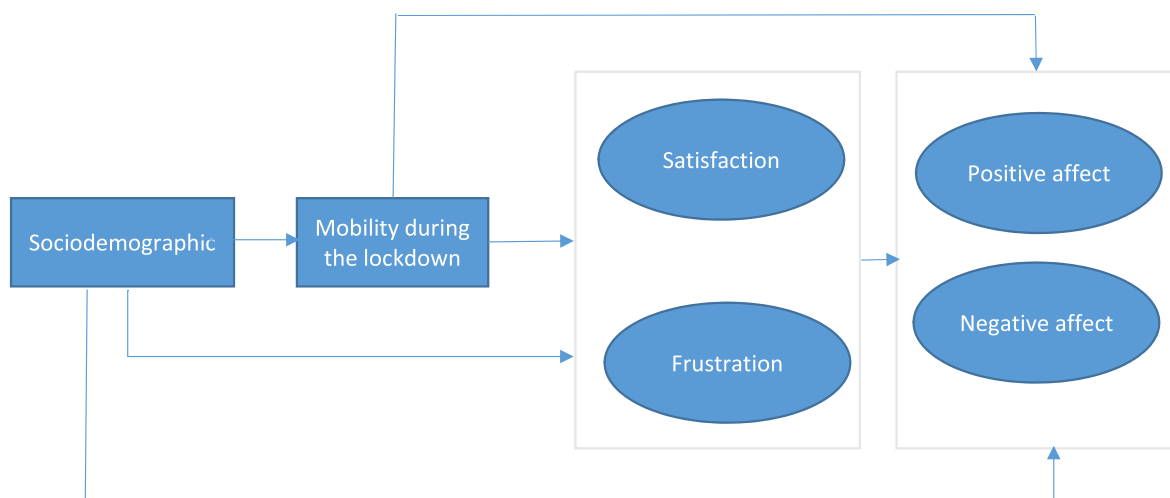 Sociodemographic
Mobility during
the lockdown
Satisfaction
Frustration
Positive affect
Negative affect